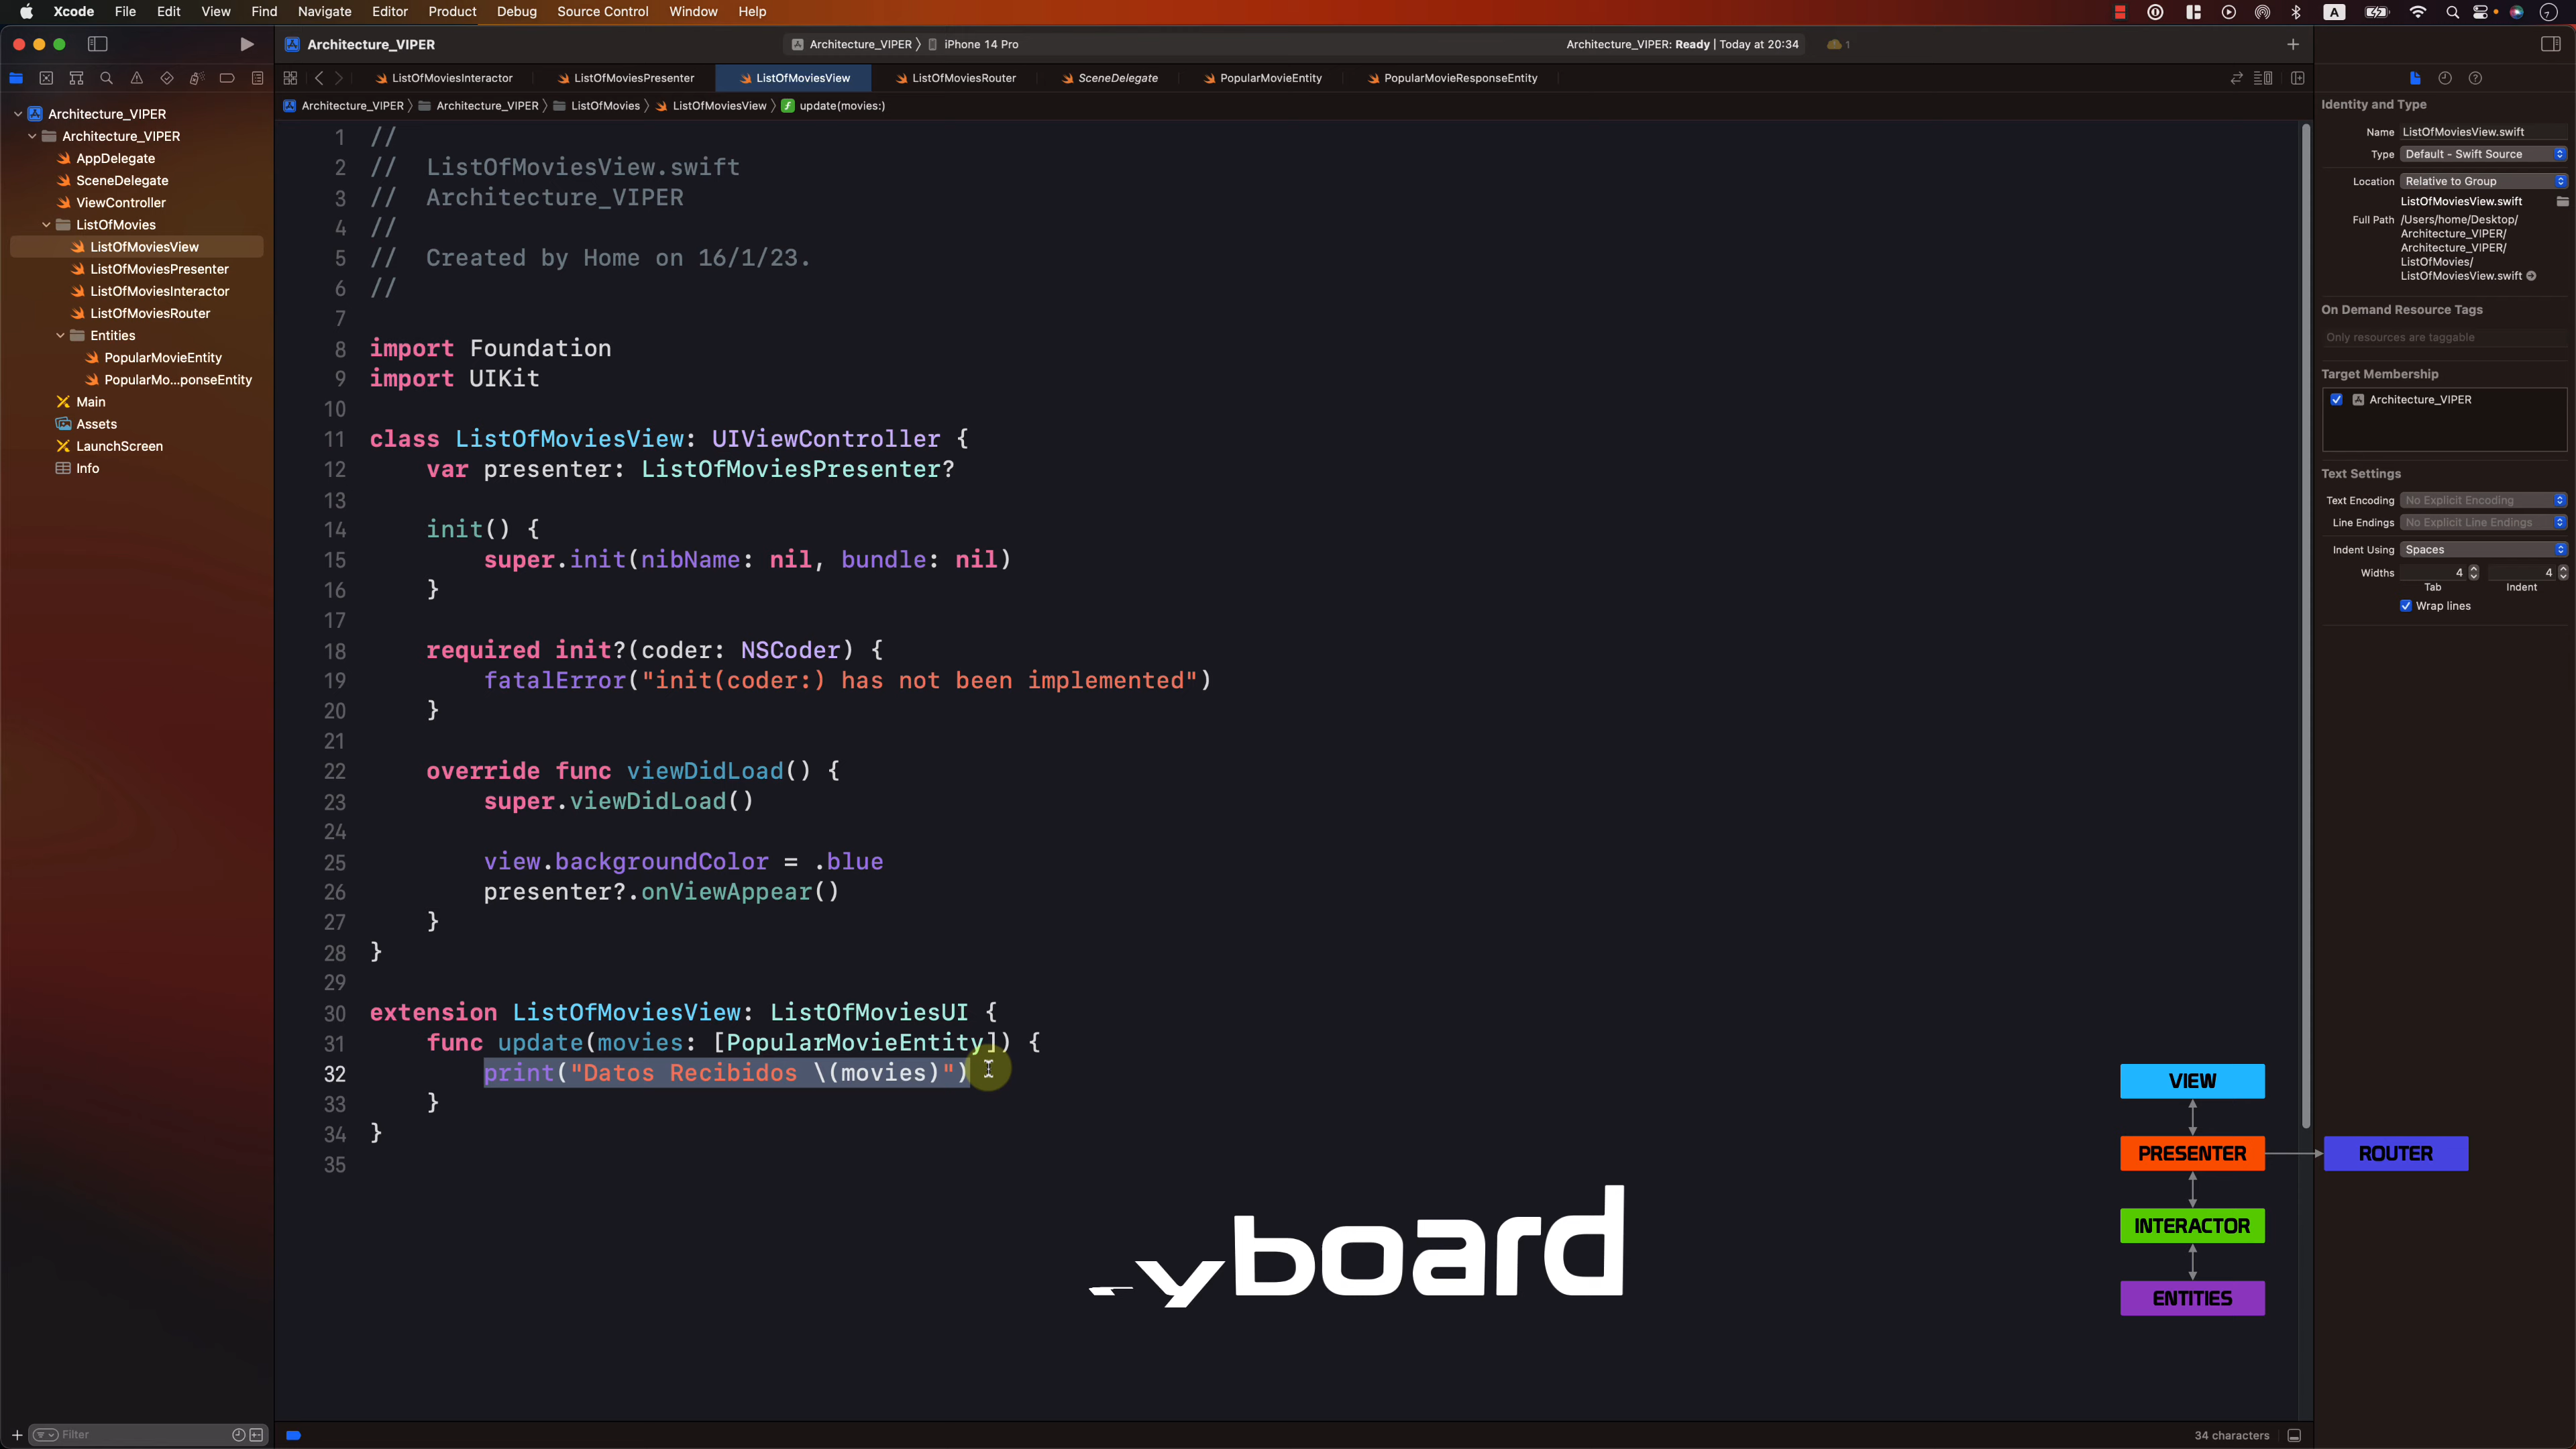 Xcode File Edit View Find Navigate Editor Product Debug Source Control Window Help
A
Architecture_VIPER
Architecture_VIPER
iPhone 14 Pro
Architecture_VIPER: Ready | Today at 20:34
1
ListOfMoviesInteractor
ListOfMoviesPresenter
ListOfMoviesView
ListOfMoviesRouter
SceneDelegate
PopularMovieEntity
PopularMovieResponseEntity
Architecture_VIPER
Architecture_VIPER
ListOfMovies
ListOfMoviesView
update(movies:)
Architecture_VIPER
Architecture_VIPER
AppDelegate
SceneDelegate
ViewController
ListOfMovies
ListOfMoviesView
ListOfMoviesPresenter
ListOfMoviesInteractor
ListOfMoviesRouter
Entities
PopularMovieEntity
PopularMo...ponseEntity
Main
Assets
LaunchScreen
Info
Filter
1 //
2 //  ListOfMoviesView.swift
3 //  Architecture_VIPER
4 //
5 //  Created by Home on 16/1/23.
6 //
7
8 import Foundation
9 import UIKit
10
11 class ListOfMoviesView: UIViewController {
12     var presenter: ListOfMoviesPresenter?
13
14     init() {
15         super.init(nibName: nil, bundle: nil)
16     }
17
18     required init?(coder: NSCoder) {
19         fatalError("init(coder:) has not been implemented")
20     }
21
22     override func viewDidLoad() {
23         super.viewDidLoad()
24
25         view.backgroundColor = .blue
26         presenter?.onViewAppear()
27     }
28 }
29
30 extension ListOfMoviesView: ListOfMoviesUI {
31     func update(movies: [PopularMovieEntity]) {
32         print("Datos Recibidos \(movies)")
33     }
34 }
35
yboard
VIEW
PRESENTER
ROUTER
INTERACTOR
ENTITIES
34 characters
Identity and Type
Name ListOfMoviesView.swift
Type Default - Swift Source
Location Relative to Group
ListOfMoviesView.swift
Full Path /Users/home/Desktop/
Architecture_VIPER/
Architecture_VIPER/
ListOfMovies/
ListOfMoviesView.swift
On Demand Resource Tags
Only resources are taggable
Target Membership
Architecture_VIPER
Text Settings
Text Encoding No Explicit Encoding
Line Endings No Explicit Line Endings
Indent Using Spaces
Widths 4 4
Tab Indent
Wrap lines